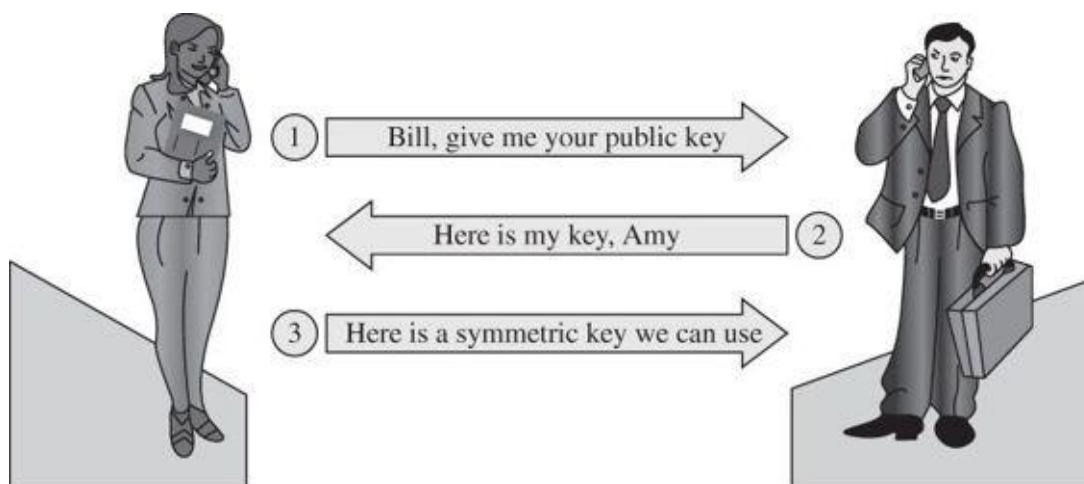 1 Bill, give me your public key
Here is my key, Amy 2
3 Here is a symmetric key we can use